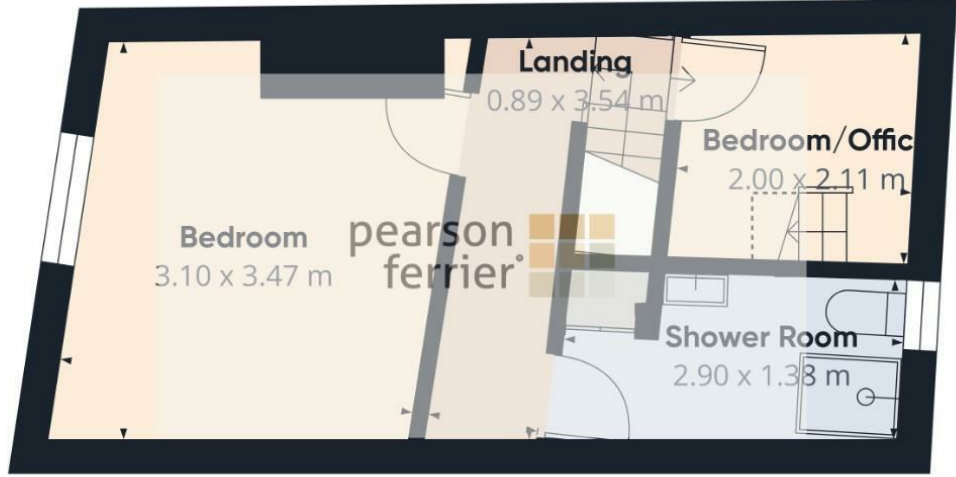 Landing
0.89 x 3.54 m
Bedroom/Offic
2.00 x 2.11 m
Bedroom
3.10 x 3.47 m
pearson
ferrier
Shower Room
2.90 x 1.38 m